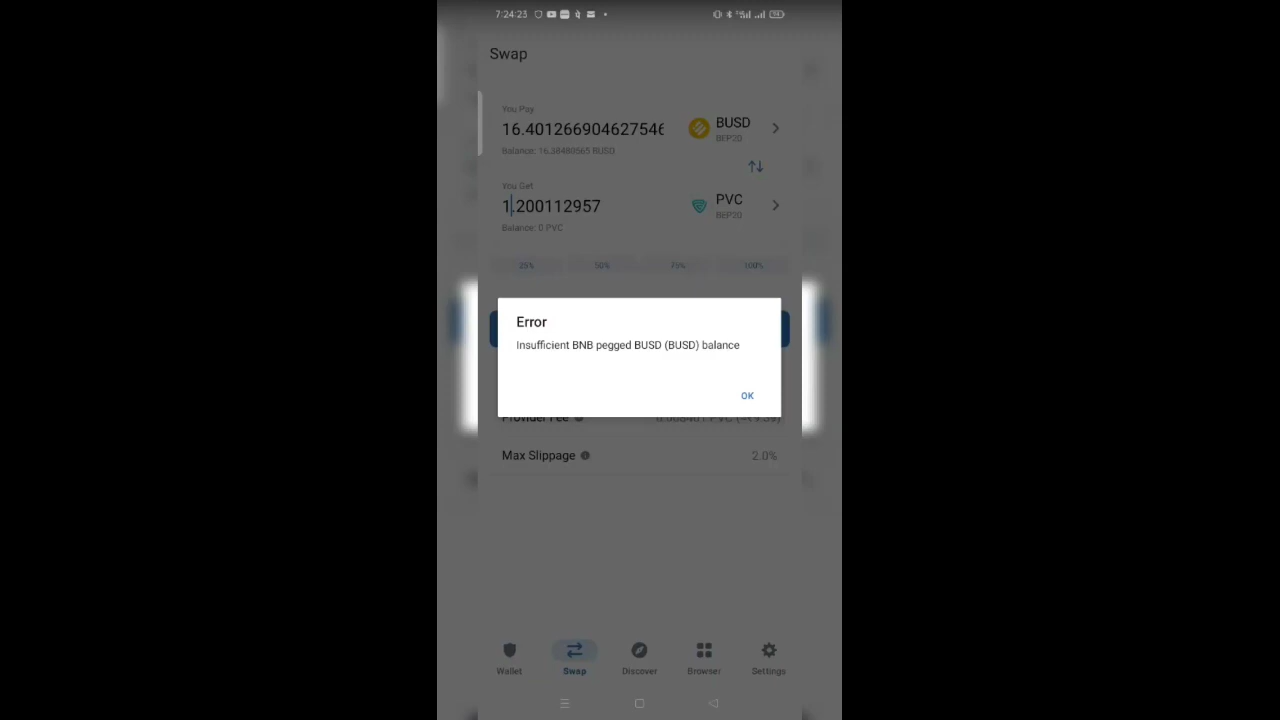 7:24:23
Swap
You Pay
16.40126690462754
BUSD
BEP20
Balance: 16.38480565 BUSD
You Get
1.200112957
PVC
BEP20
Balance: 0 PVC
25% 50% 75% 100%
Error
Insufficient BNB pegged BUSD (BUSD) balance
OK
Provider Fee
Max Slippage 2.0%
Wallet Swap Discover Browser Settings